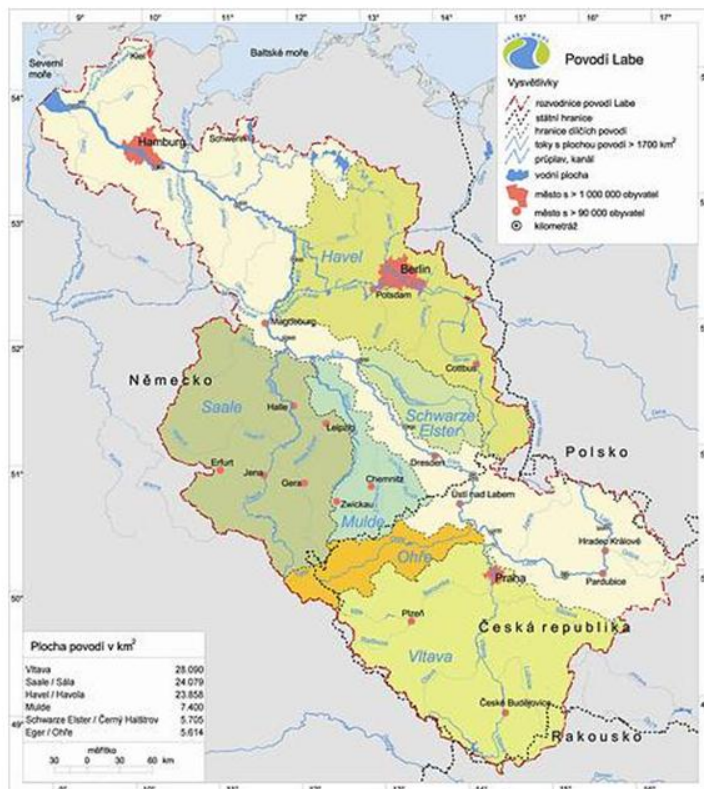 9° 10° 11° 12° 13° 14° 15° 16° 17°
Severní
moře
Baltské moře
Kiel
54°
Hamburg
Schwerin
53°
Havel
Berlin
Potsdam
Magdeburg
52°
Německo
Saale
Halle
Leipzig
Cottbus
Schwarze
Elster
Polsko
51°
Erfurt
Jena
Gera
Chemnitz
Zwickau
Mulde
Dresden
Ústí nad Labem
Hradec Králové
Pardubice
Ohře
Praha
50°
Plzeň
Česká republika
Vltava
České Budějovice
49°
Rakousko
Povodí Labe
Vysvětlivky
rozvodnice povodí Labe
státní hranice
hranice dílčích povodí
toky s plochou povodí > 1700 km²
průplav, kanál
vodní plocha
město s > 1 000 000 obyvatel
město s > 90 000 obyvatel
kilometráž
Plocha povodí v km²
Vltava 28.090
Saale / Sála 24.079
Havel / Havola 23.858
Mulde 7.400
Schwarze Elster / Černý Halštrov 5.705
Eger / Ohře 5.614
měřítko
30 0 30 60 km